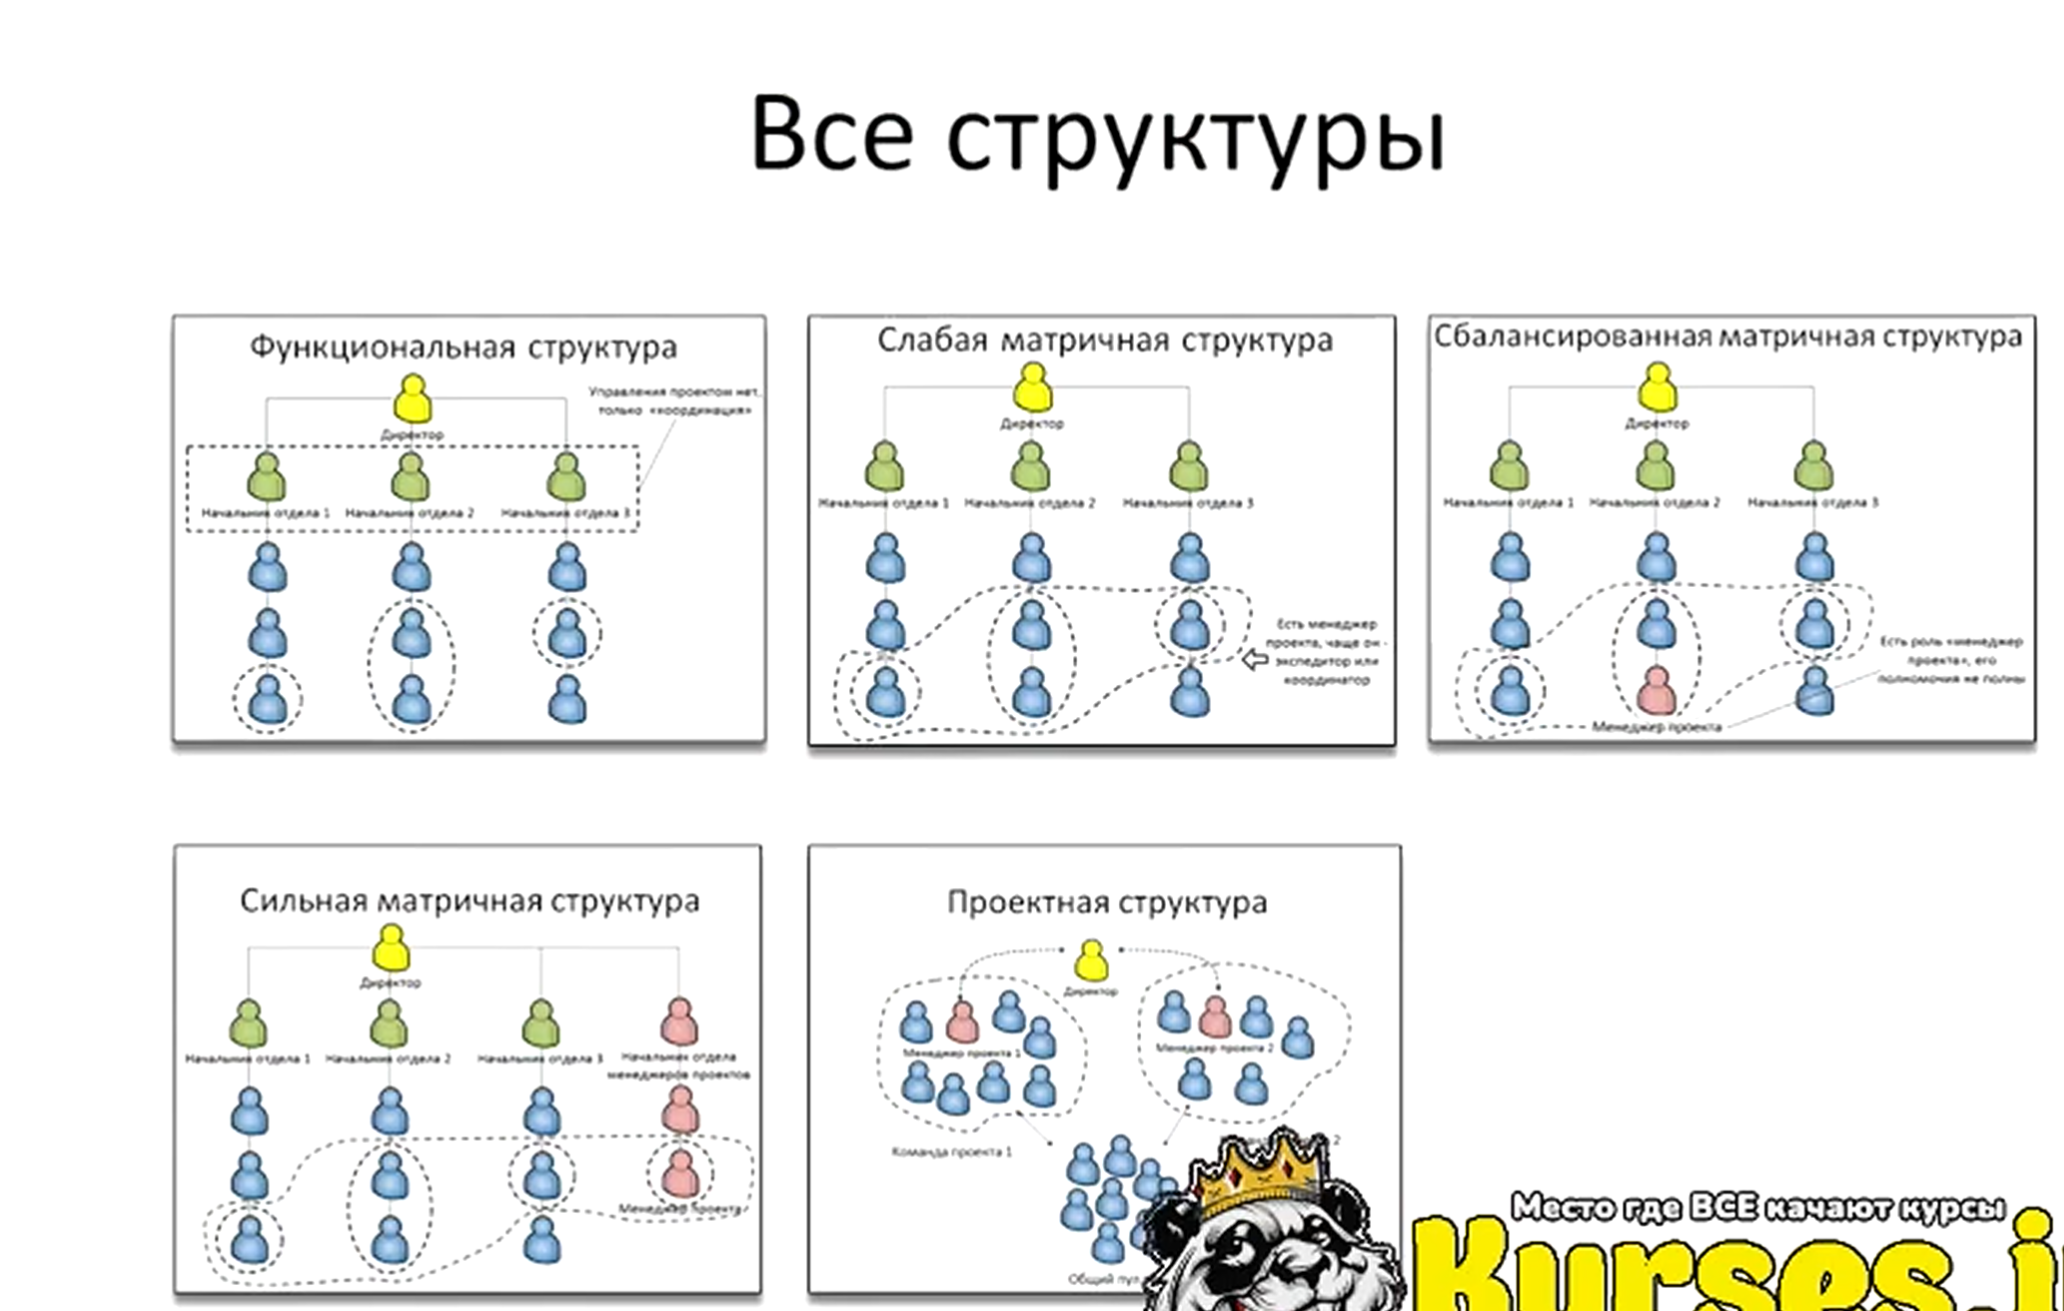 Все структуры
Функциональная структура
Управления проектом нет,
только «координация»
Директор
Начальник отдела 1
Начальник отдела 2
Начальник отдела 3
Слабая матричная структура
Директор
Начальник отдела 1
Начальник отдела 2
Начальник отдела 3
Есть менеджер
проекта, чаще он -
экспедитор или
координатор
Сбалансированная матричная структура
Директор
Начальник отдела 1
Начальник отдела 2
Начальник отдела 3
Есть роль «менеджер
проекта», его
полномочия не полны
Менеджер проекта
Сильная матричная структура
Директор
Начальник отдела 1
Начальник отдела 2
Начальник отдела 3
Начальник отдела
менеджеров проектов
Менеджер проекта
Проектная структура
Директор
Менеджер проекта 1
Менеджер проекта 2
Команда проекта 1
2
Общий пул
Место где ВСЕ качают курсы
Kurses.i